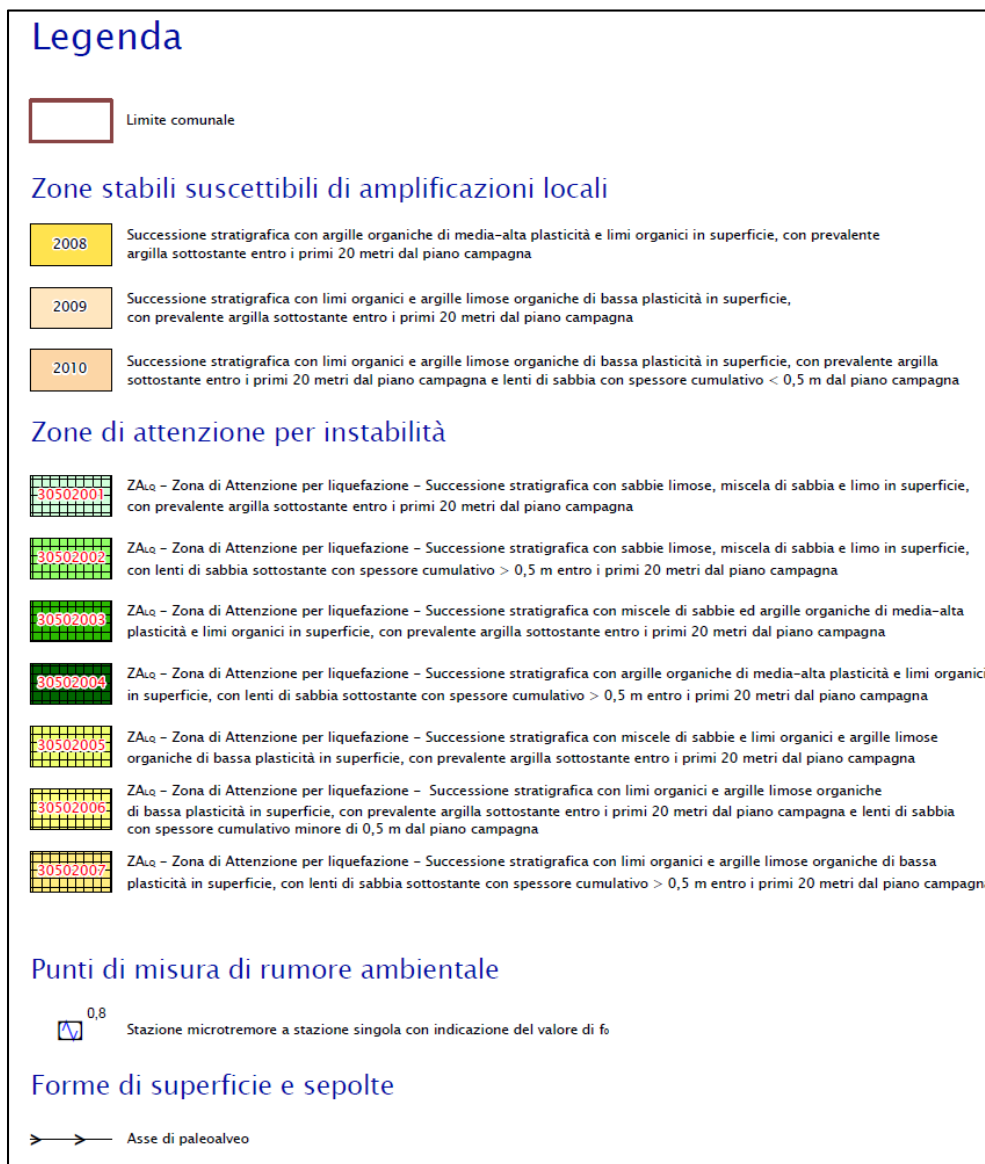 Legenda
Limite comunale
Zone stabili suscettibili di amplificazioni locali
2008
Successione stratigrafica con argille organiche di media-alta plasticità e limi organici in superficie, con prevalente
argilla sottostante entro i primi 20 metri dal piano campagna
2009
Successione stratigrafica con limi organici e argille limose organiche di bassa plasticità in superficie,
con prevalente argilla sottostante entro i primi 20 metri dal piano campagna
2010
Successione stratigrafica con limi organici e argille limose organiche di bassa plasticità in superficie, con prevalente argilla
sottostante entro i primi 20 metri dal piano campagna e lenti di sabbia con spessore cumulativo < 0,5 m dal piano campagna
Zone di attenzione per instabilità
30502001
ZALQ - Zona di Attenzione per liquefazione - Successione stratigrafica con sabbie limose, miscela di sabbia e limo in superficie,
con prevalente argilla sottostante entro i primi 20 metri dal piano campagna
30502002
ZALQ - Zona di Attenzione per liquefazione - Successione stratigrafica con sabbie limose, miscela di sabbia e limo in superficie,
con lenti di sabbia sottostante con spessore cumulativo > 0,5 m entro i primi 20 metri dal piano campagna
30502003
ZALQ - Zona di Attenzione per liquefazione - Successione stratigrafica con miscele di sabbie ed argille organiche di media-alta
plasticità e limi organici in superficie, con prevalente argilla sottostante entro i primi 20 metri dal piano campagna
30502004
ZALQ - Zona di Attenzione per liquefazione - Successione stratigrafica con argille organiche di media-alta plasticità e limi organici
in superficie, con lenti di sabbia sottostante con spessore cumulativo > 0,5 m entro i primi 20 metri dal piano campagna
30502005
ZALQ - Zona di Attenzione per liquefazione - Successione stratigrafica con miscele di sabbie e limi organici e argille limose
organiche di bassa plasticità in superficie, con prevalente argilla sottostante entro i primi 20 metri dal piano campagna
30502006
ZALQ - Zona di Attenzione per liquefazione - Successione stratigrafica con limi organici e argille limose organiche
di bassa plasticità in superficie, con prevalente argilla sottostante entro i primi 20 metri dal piano campagna e lenti di sabbia
con spessore cumulativo minore di 0,5 m dal piano campagna
30502007
ZALQ - Zona di Attenzione per liquefazione - Successione stratigrafica con limi organici e argille limose organiche di bassa
plasticità in superficie, con lenti di sabbia sottostante con spessore cumulativo > 0,5 m entro i primi 20 metri dal piano campagna
Punti di misura di rumore ambientale
0,8
Stazione microtremore a stazione singola con indicazione del valore di f₀
Forme di superficie e sepolte
Asse di paleoalveo